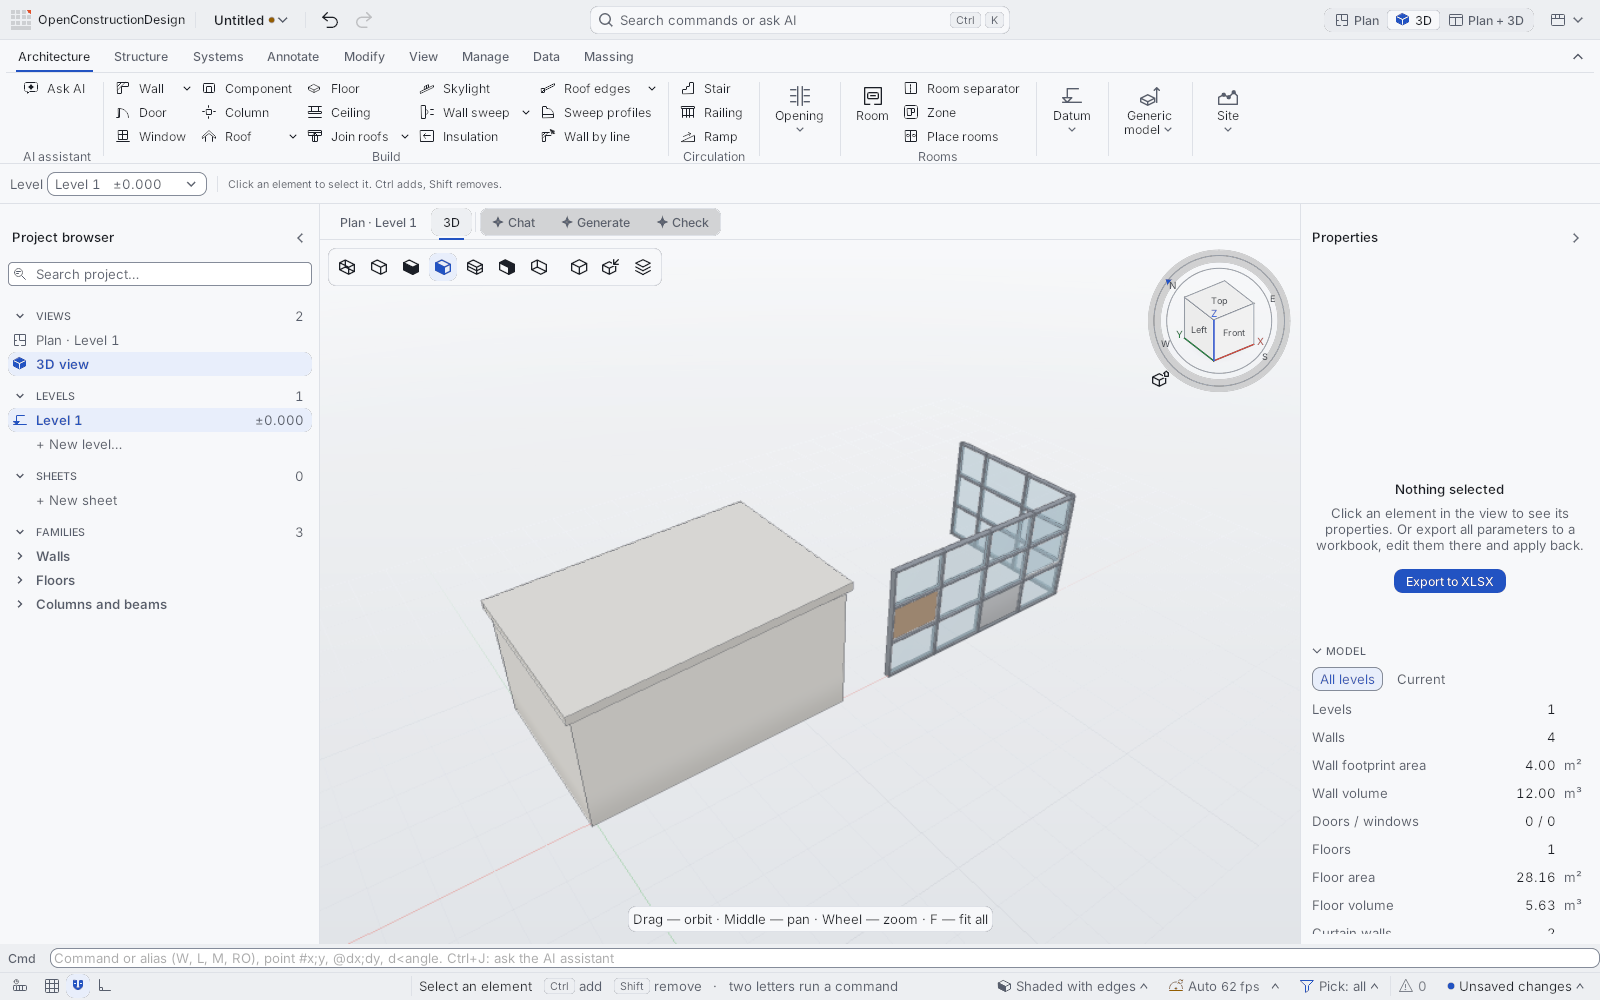 OpenConstructionDesign
Untitled
Search commands or ask AI
Ctrl K
Plan
3D
Plan + 3D
Architecture
Structure
Systems
Annotate
Modify
View
Manage
Data
Massing
Ask AI
AI assistant
Wall
Component
Floor
Skylight
Roof edges
Door
Column
Ceiling
Wall sweep
Sweep profiles
Window
Roof
Join roofs
Insulation
Wall by line
Build
Stair
Railing
Ramp
Circulation
Opening
Room
Room separator
Zone
Place rooms
Rooms
Datum
Generic
model
Site
Level
Level 1 ±0.000
Click an element to select it. Ctrl adds, Shift removes.
Project browser
Search project...
VIEWS 2
Plan · Level 1
3D view
LEVELS 1
Level 1 ±0.000
+ New level...
SHEETS 0
+ New sheet
FAMILIES 3
Walls
Floors
Columns and beams
Plan · Level 1
3D
Chat
Generate
Check
N
E
S
W
Top
Left
Front
Z
Y
X
Drag — orbit · Middle — pan · Wheel — zoom · F — fit all
Properties
Nothing selected
Click an element in the view to see its
properties. Or export all parameters to a
workbook, edit them there and apply back.
Export to XLSX
MODEL
All levels
Current
Levels 1
Walls 4
Wall footprint area 4.00 m²
Wall volume 12.00 m³
Doors / windows 0 / 0
Floors 1
Floor area 28.16 m²
Floor volume 5.63 m³
Curtain walls 2
Cmd
Command or alias (W, L, M, RO), point #x;y, @dx;dy, d<angle. Ctrl+J: ask the AI assistant
Select an element Ctrl add Shift remove · two letters run a command
Shaded with edges
Auto 62 fps
Pick: all
0
Unsaved changes